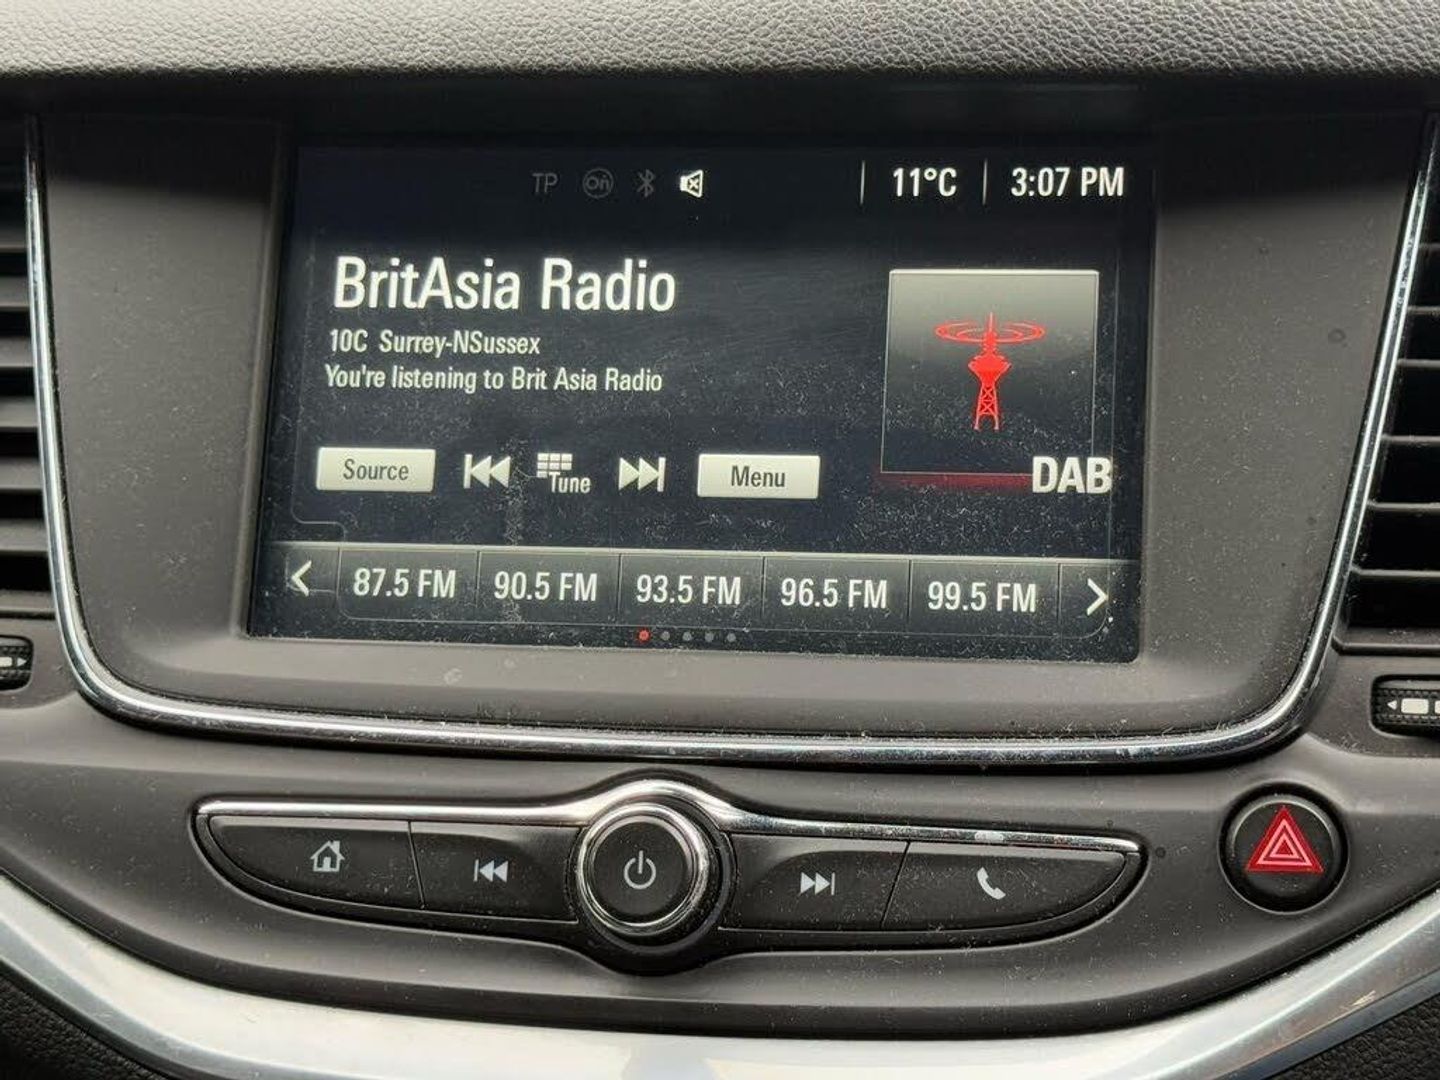 TP On 11°C 3:07 PM
BritAsia Radio
10C Surrey-NSussex
You're listening to Brit Asia Radio
Source Tune Menu
DAB
87.5 FM 90.5 FM 93.5 FM 96.5 FM 99.5 FM